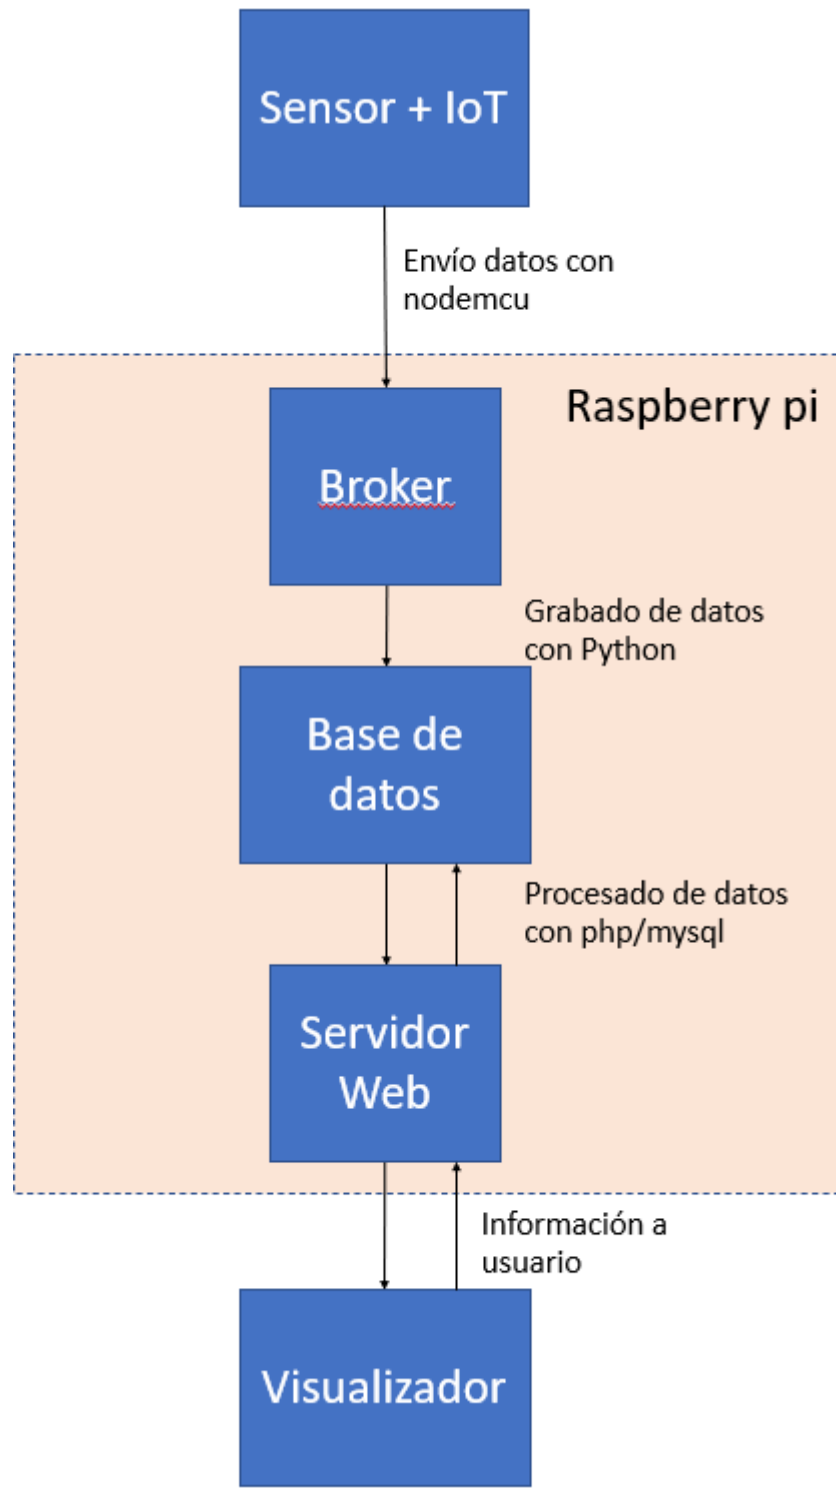 Sensor + IoT
Envío datos con
nodemcu
Raspberry pi
Broker
Grabado de datos
con Python
Base de
datos
Procesado de datos
con php/mysql
Servidor
Web
Información a
usuario
Visualizador